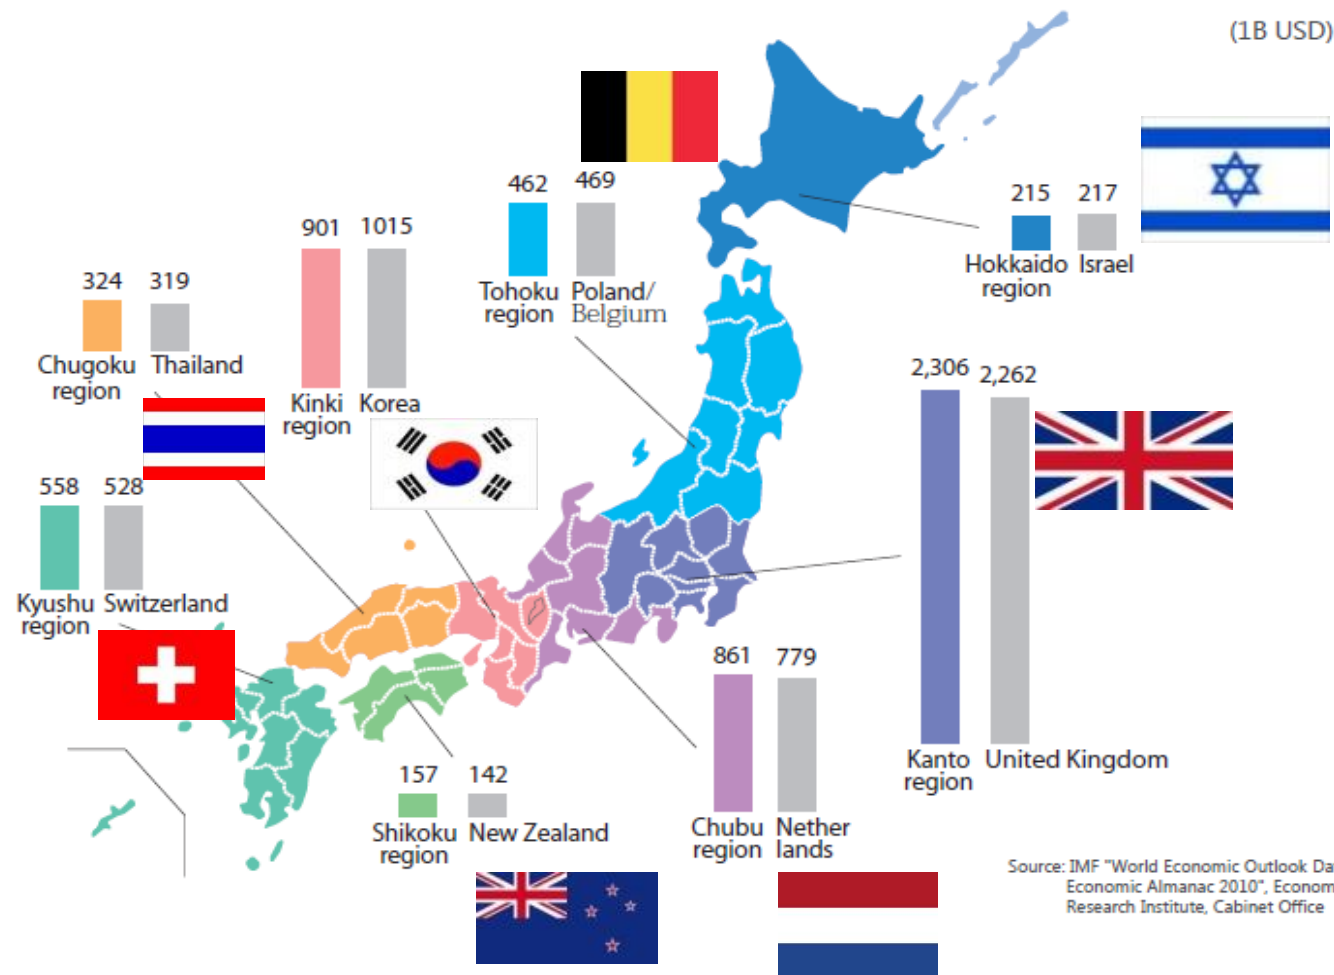 (1B USD)
462 469
Tohoku Poland/
region Belgium
215 217
Hokkaido Israel
region
901 1015
Kinki Korea
region
324 319
Chugoku Thailand
region
2,306 2,262
Kanto United Kingdom
region
558 528
Kyushu Switzerland
region
861 779
Chubu Nether
region lands
157 142
Shikoku New Zealand
region
Source: IMF "World Economic Outlook Da
Economic Almanac 2010", Econom
Research Institute, Cabinet Office